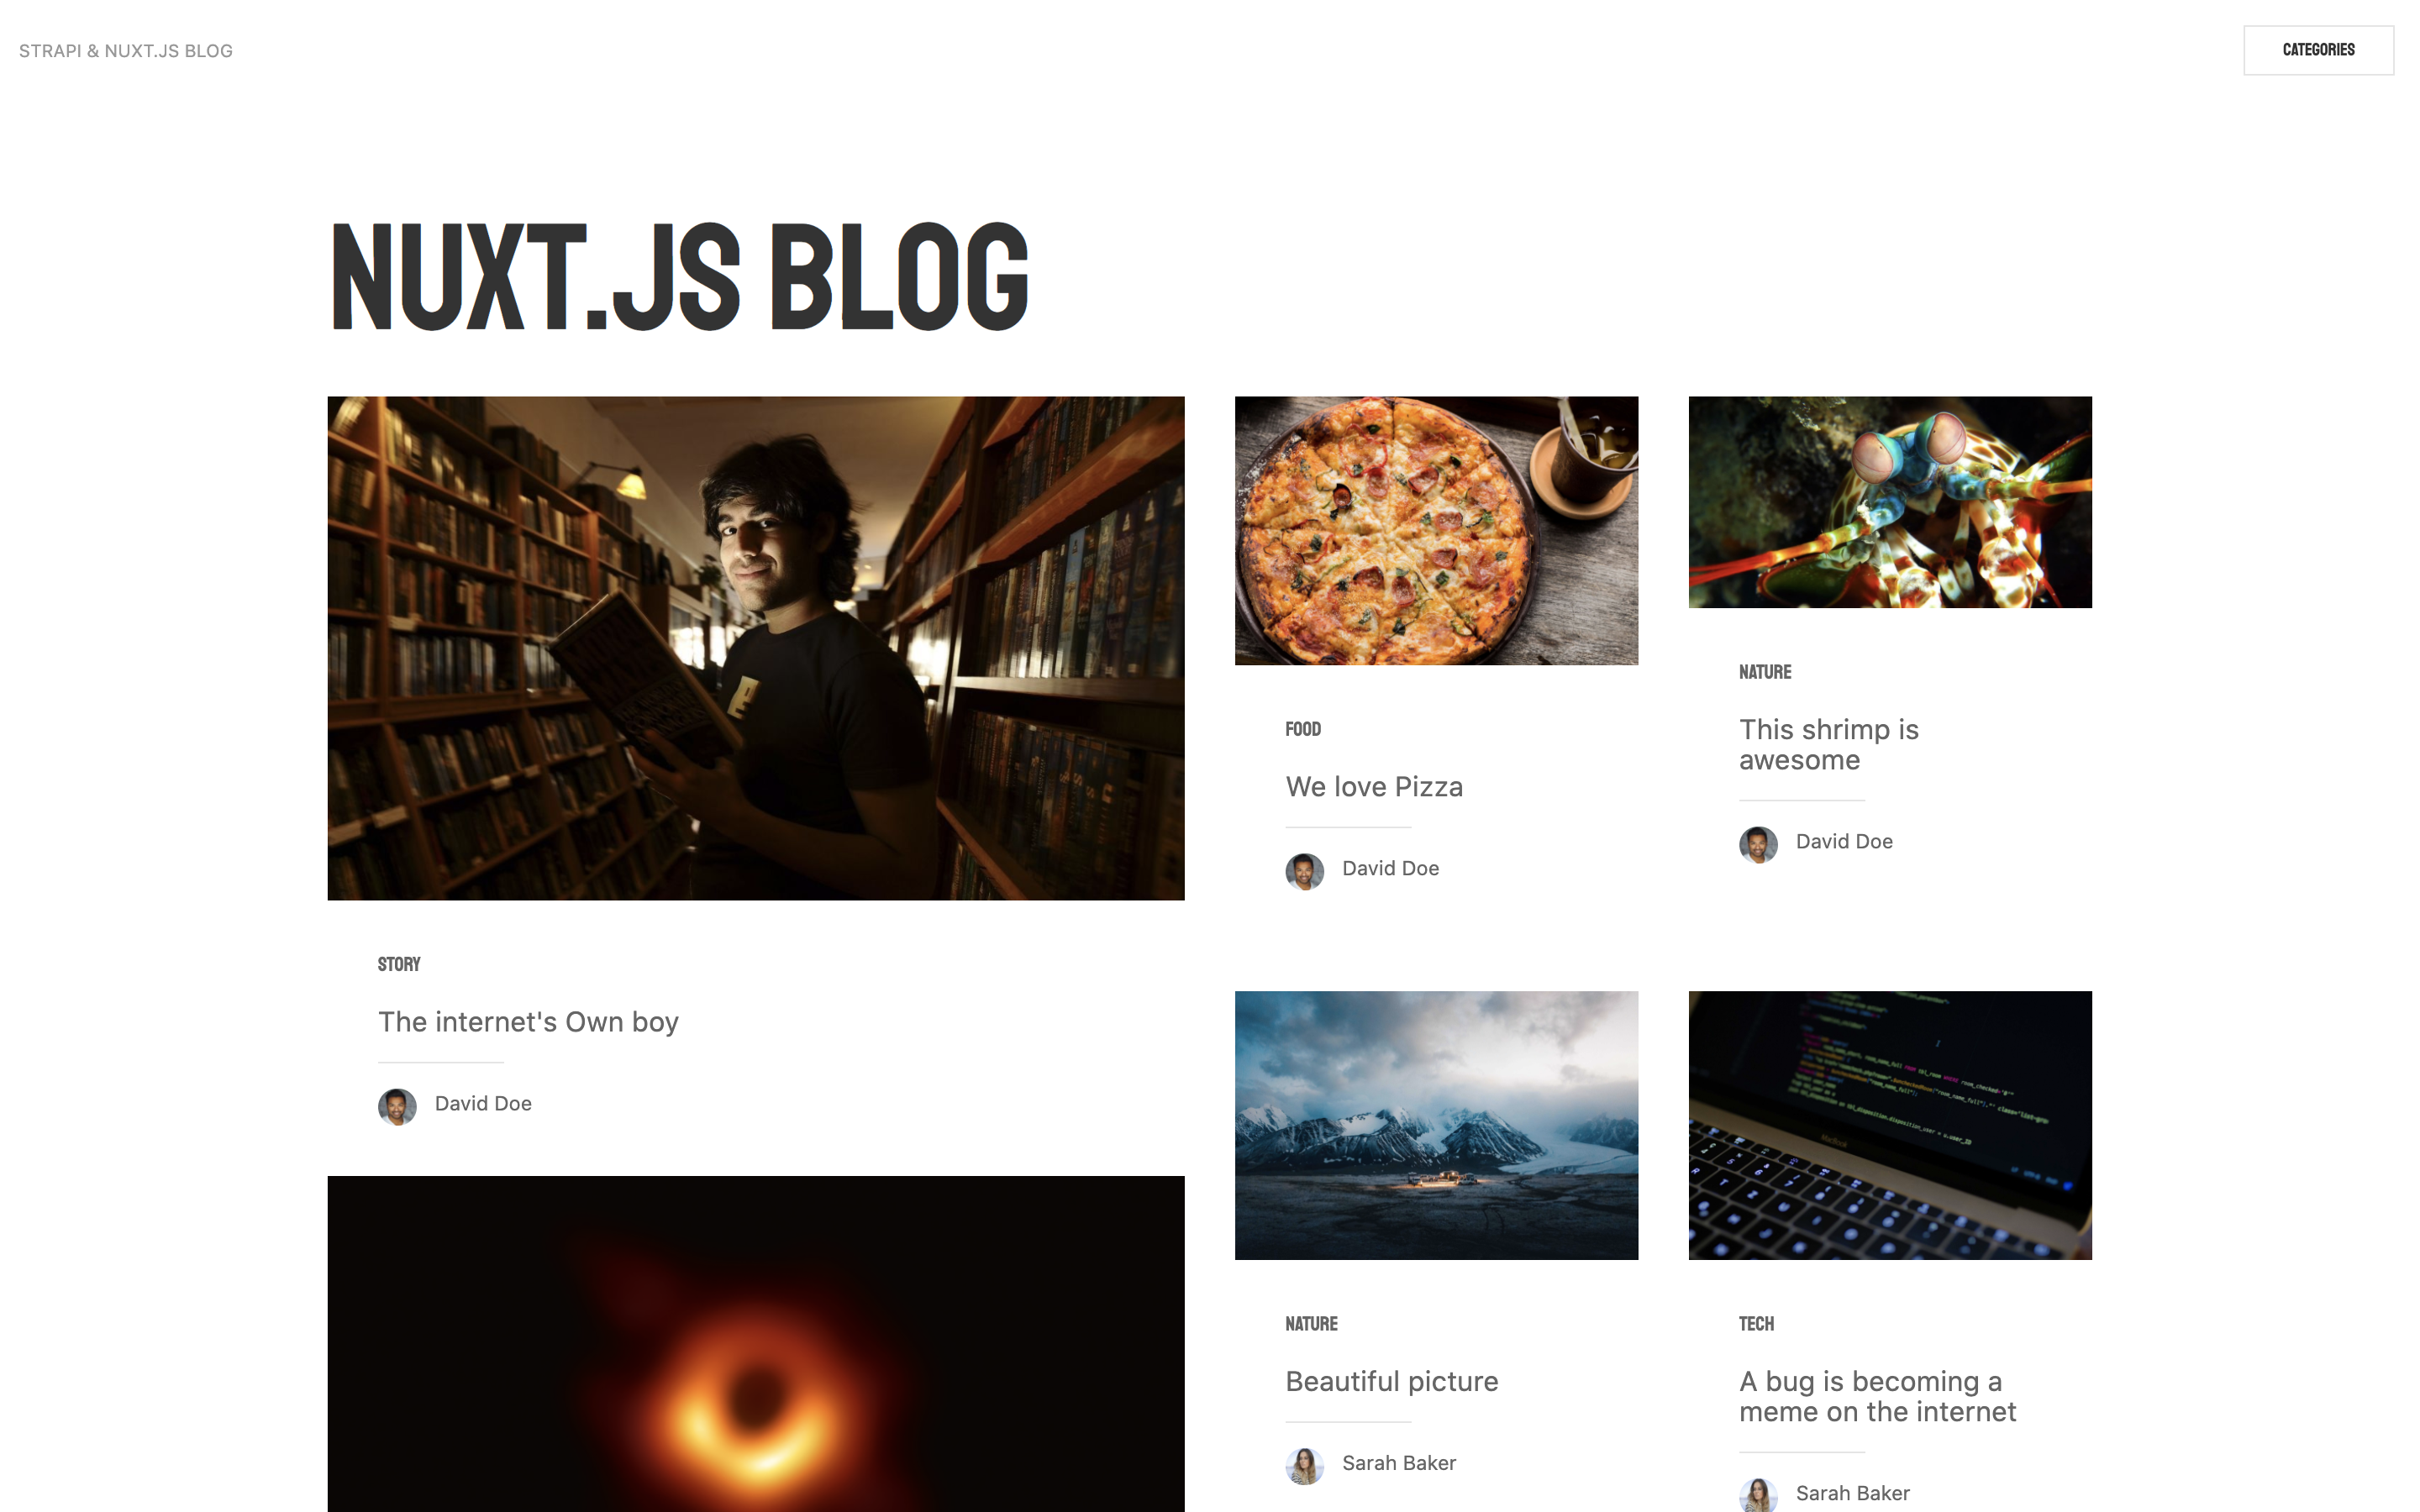 STRAPI & NUXT.JS BLOG
CATEGORIES
NUXT.JS BLOG
STORY
The internet's Own boy
David Doe
FOOD
We love Pizza
David Doe
NATURE
This shrimp is
awesome
David Doe
NATURE
Beautiful picture
Sarah Baker
TECH
A bug is becoming a
meme on the internet
Sarah Baker